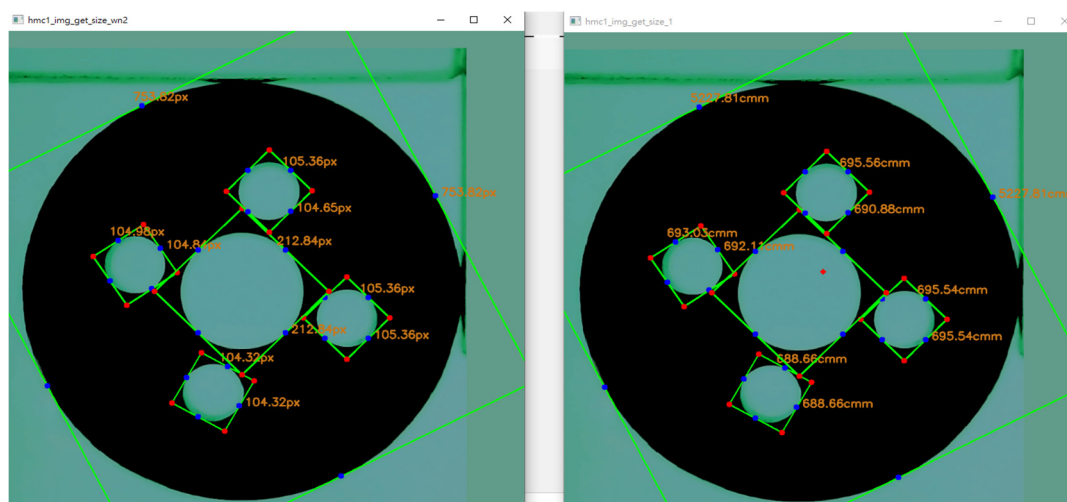 hmc1_img_get_size_wn2
753.82px
105.36px
753.82px
104.65px
104.98px
104.84px
212.84px
105.36px
212.84px
105.36px
104.32px
104.32px
hmc1_img_get_size_1
5227.81cmm
695.56cmm
5227.81cmm
690.88cmm
693.03cmm
692.11cmm
695.54cmm
695.54cmm
688.66cmm
688.66cmm